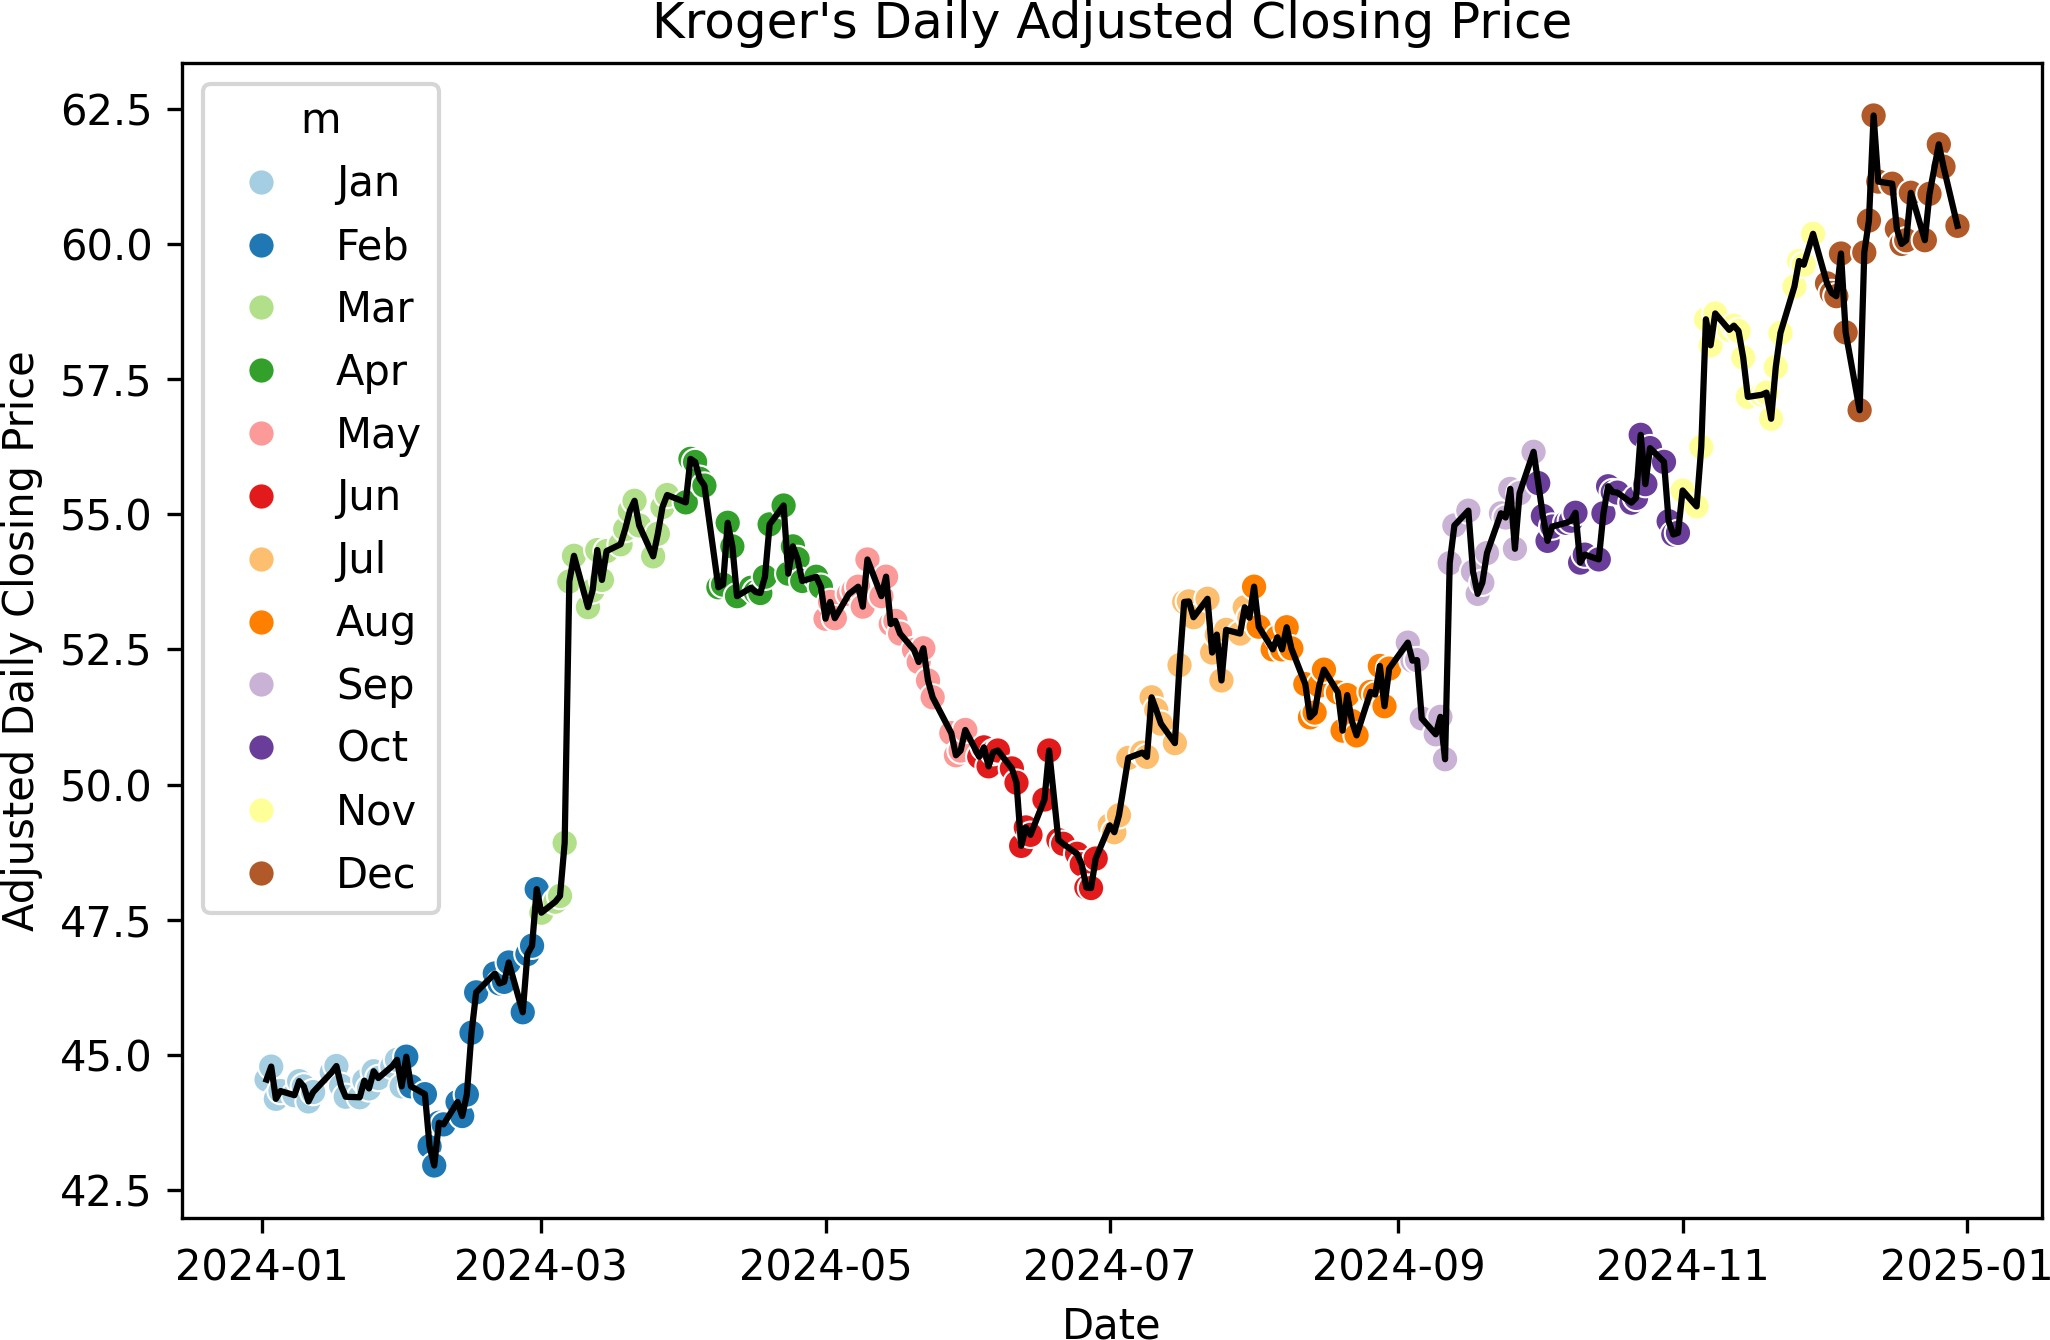 Kroger's Daily Adjusted Closing Price
Adjusted Daily Closing Price
62.5
60.0
57.5
55.0
52.5
50.0
47.5
45.0
42.5
m
Jan
Feb
Mar
Apr
May
Jun
Jul
Aug
Sep
Oct
Nov
Dec
2024-01
2024-03
2024-05
2024-07
2024-09
2024-11
2025-01
Date